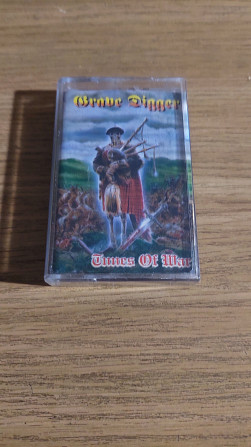 Grave Digger
Tunes Of War